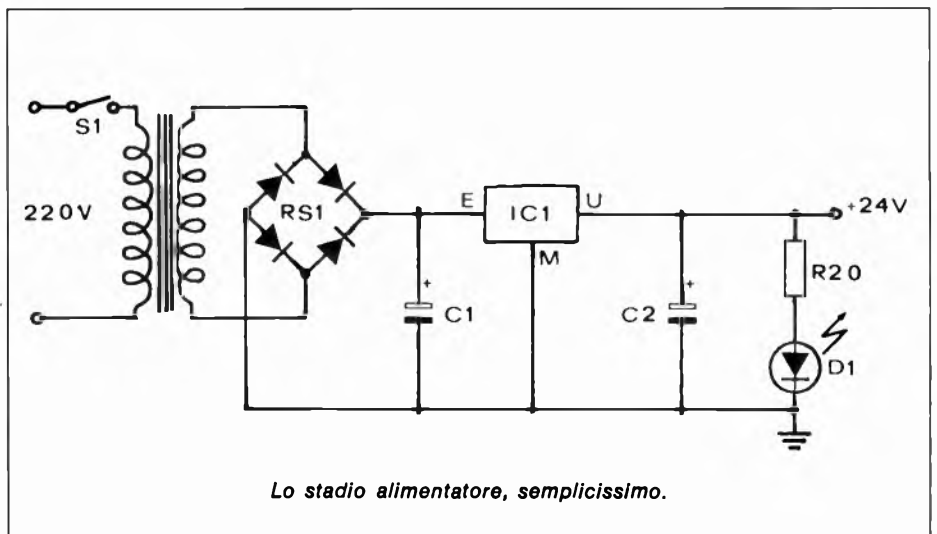 S1
220V
RS1
E
IC1
U
M
+
C1
+
C2
+24V
R20
D1
Lo stadio alimentatore, semplicissimo.